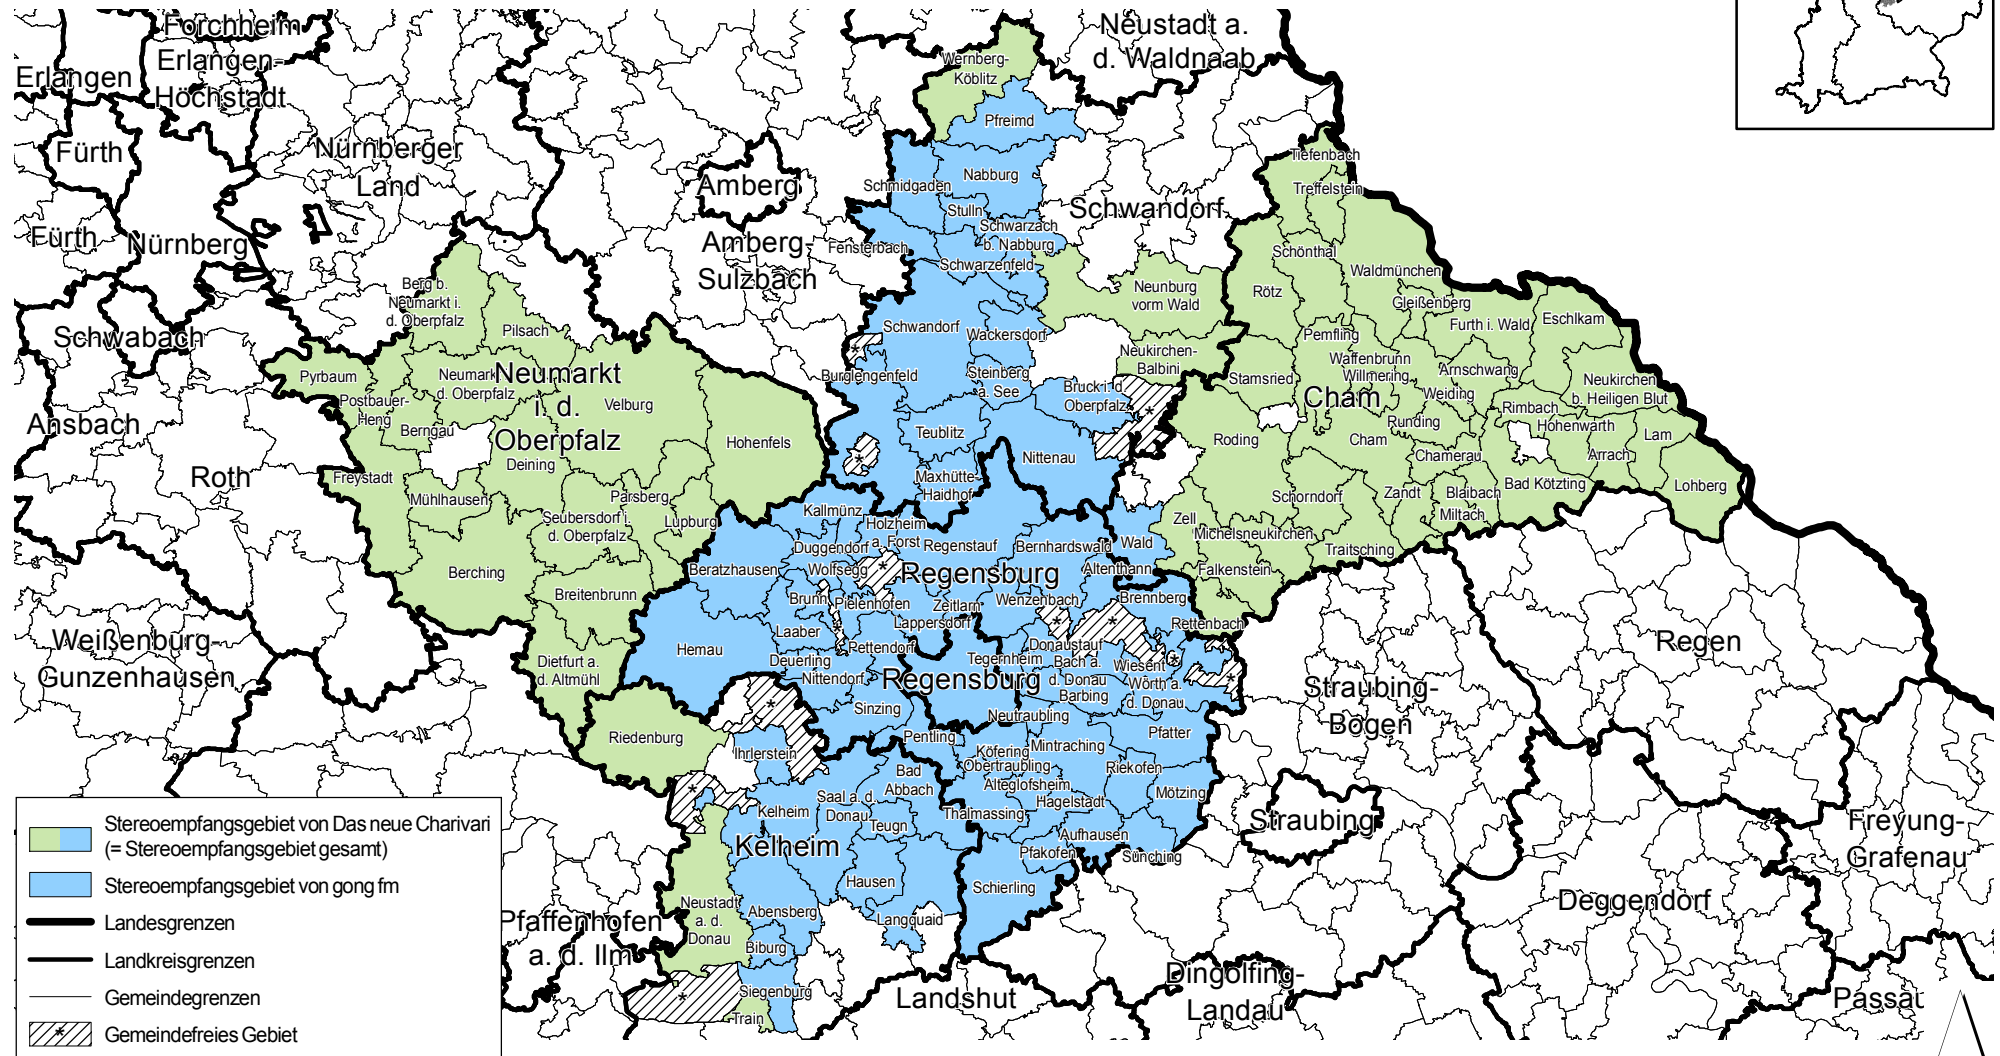 Forchheim
Erlangen-
Höchstadt
Erlangen
Neustadt a.
d. Waldnaab
Wernberg-
Köblitz
Pfreimd
Fürth
Nürnberger
Land
Amberg
Schmidgaden
Nabburg
Tiefenbach
Treffelstein
Schwandorf
Stulln
Schwarzach
b. Nabburg
Fürth
Nürnberg
Amberg-
Sulzbach
Fensterbach
Schwarzenfeld
Schönthal
Waldmünchen
Berg b.
Neumarkt i.
d. Oberpfalz
Neunburg
vorm Wald
Rötz
Gleißenberg
Pilsach
Schwabach
Schwandorf
Wackersdorf
Pemfling
Furth i. Wald
Eschlkam
Pyrbaum
Neumarkt
d. Oberpfalz
Neumarkt
i. d.
Oberpfalz
Burglengenfeld
Steinberg
a. See
Neukirchen-
Balbini
Waffenbrunn
Willmering
Arnschwang
Stamsried
Neukirchen
b. Heiligen Blut
Postbauer-
Heng
Velburg
Bruck i. d.
Oberpfalz
Cham
Weiding
Rimbach
Ansbach
Berngau
Hohenfels
Teublitz
Roding
Cham
Runding
Hohenwarth
Lam
Roth
Freystadt
Deining
Nittenau
Chamerau
Arrach
Mühlhausen
Parsberg
Maxhütte-
Haidhof
Schorndorf
Zandt
Blaibach
Bad Kötzting
Lohberg
Seubersdorf i.
d. Oberpfalz
Lupburg
Kallmünz
Holzheim
a. Forst
Miltach
Zell
Michelsneukirchen
Traitsching
Duggendorf
Regenstauf
Bernhardswald
Wald
Berching
Beratzhausen
Wolfsegg
Regensburg
Altenthann
Falkenstein
Breitenbrunn
Brunn
Pielenhofen
Zeitlarn
Lappersdorf
Wenzenbach
Brennberg
Rettenbach
Weißenburg-
Gunzenhausen
Hemau
Laaber
Rettendorf
Donaustauf
Regen
Dietfurt a.
d. Altmühl
Deuerling
Nittendorf
Regensburg
Tegernheim
Bach a.
d. Donau
Barbing
Wiesent
Wörth a.
d. Donau
Straubing-
Bogen
Sinzing
Neutraubling
Riedenburg
Ihrlerstein
Pentling
Köfering
Mintraching
Pfatter
Obertraubling
Riekofen
Bad
Abbach
Alteglofsheim
Mötzing
Kelheim
Saal a. d.
Donau
Hagelstadt
Thalmassing
Teugn
Straubing
Freyung-
Grafenau
Kelheim
Aufhausen
Pfakofen
Sünching
Hausen
Schierling
Deggendorf
Neustadt
a. d.
Donau
Abensberg
Langquaid
Pfaffenhofen
a. d. Ilm
Biburg
Siegenburg
Train
Landshut
Dingolfing-
Landau
Passau
Stereoempfangsgebiet von Das neue Charivari
(= Stereoempfangsgebiet gesamt)
Stereoempfangsgebiet von gong fm
Landesgrenzen
Landkreisgrenzen
Gemeindegrenzen
Gemeindefreies Gebiet